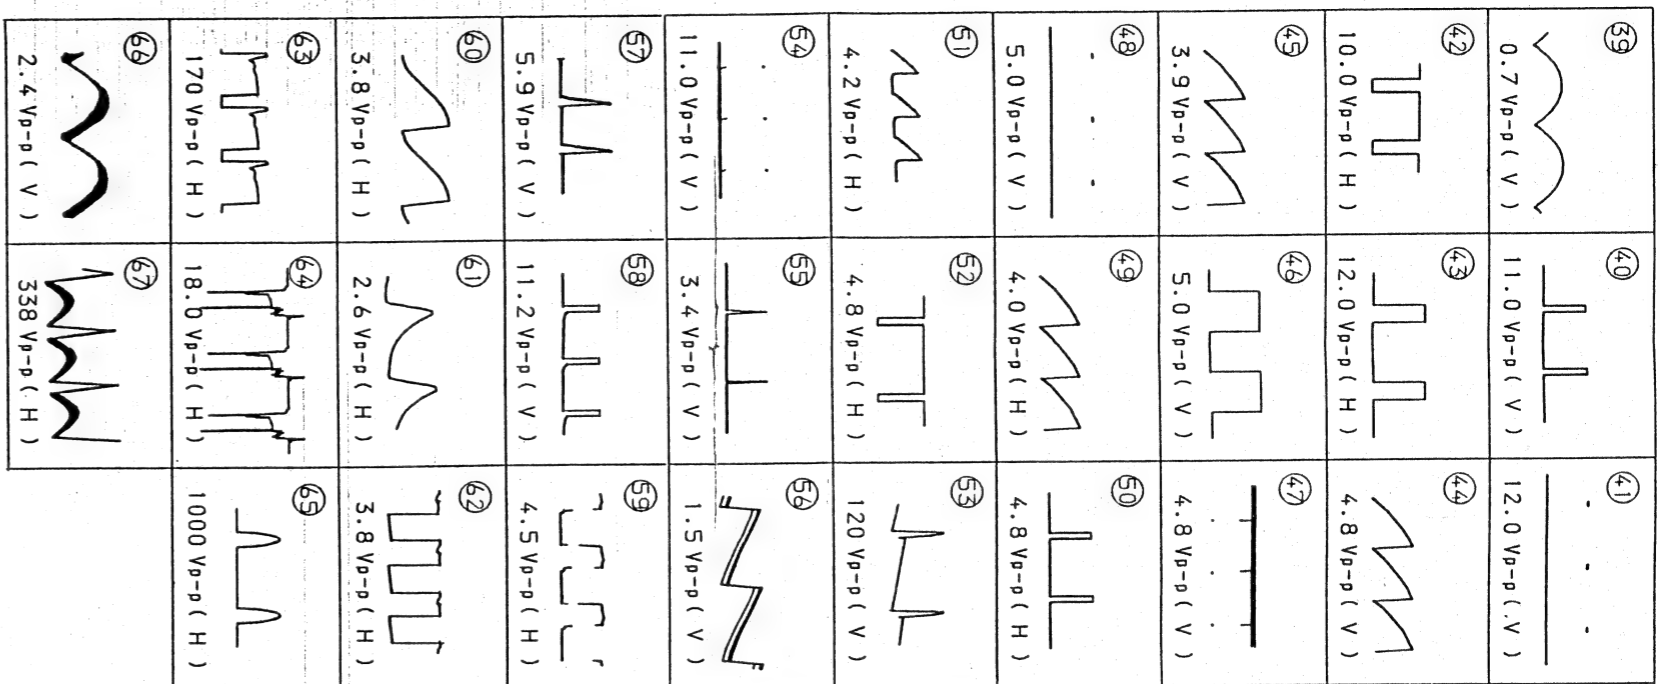 39
0.7 Vp-p ( V )
40
11.0 Vp-p ( V )
41
12.0 Vp-p (.V )
42
10.0 Vp-p ( H )
43
12.0 Vp-p ( H )
44
4.8 Vp-p ( V )
45
3.9 Vp-p ( V )
46
5.0 Vp-p ( V )
47
4.8 Vp-p ( V )
48
5.0 Vp-p ( V )
49
4.0 Vp-p ( H )
50
4.8 Vp-p ( H )
51
4.2 Vp-p ( H )
52
4.8 Vp-p ( H )
53
120 Vp-p ( V )
54
11.0 Vp-p ( V )
55
3.4 Vp-p ( V )
56
1.5 Vp-p ( V )
57
5.9 Vp-p ( V )
58
11.2 Vp-p ( V )
59
4.5 Vp-p ( H )
60
3.8 Vp-p ( H )
61
2.6 Vp-p ( H )
62
3.8 Vp-p ( H )
63
170 Vp-p ( H )
64
18.0 Vp-p ( H )
65
1000 Vp-p ( H )
66
2.4 Vp-p ( V )
67
338 Vp-p ( H )